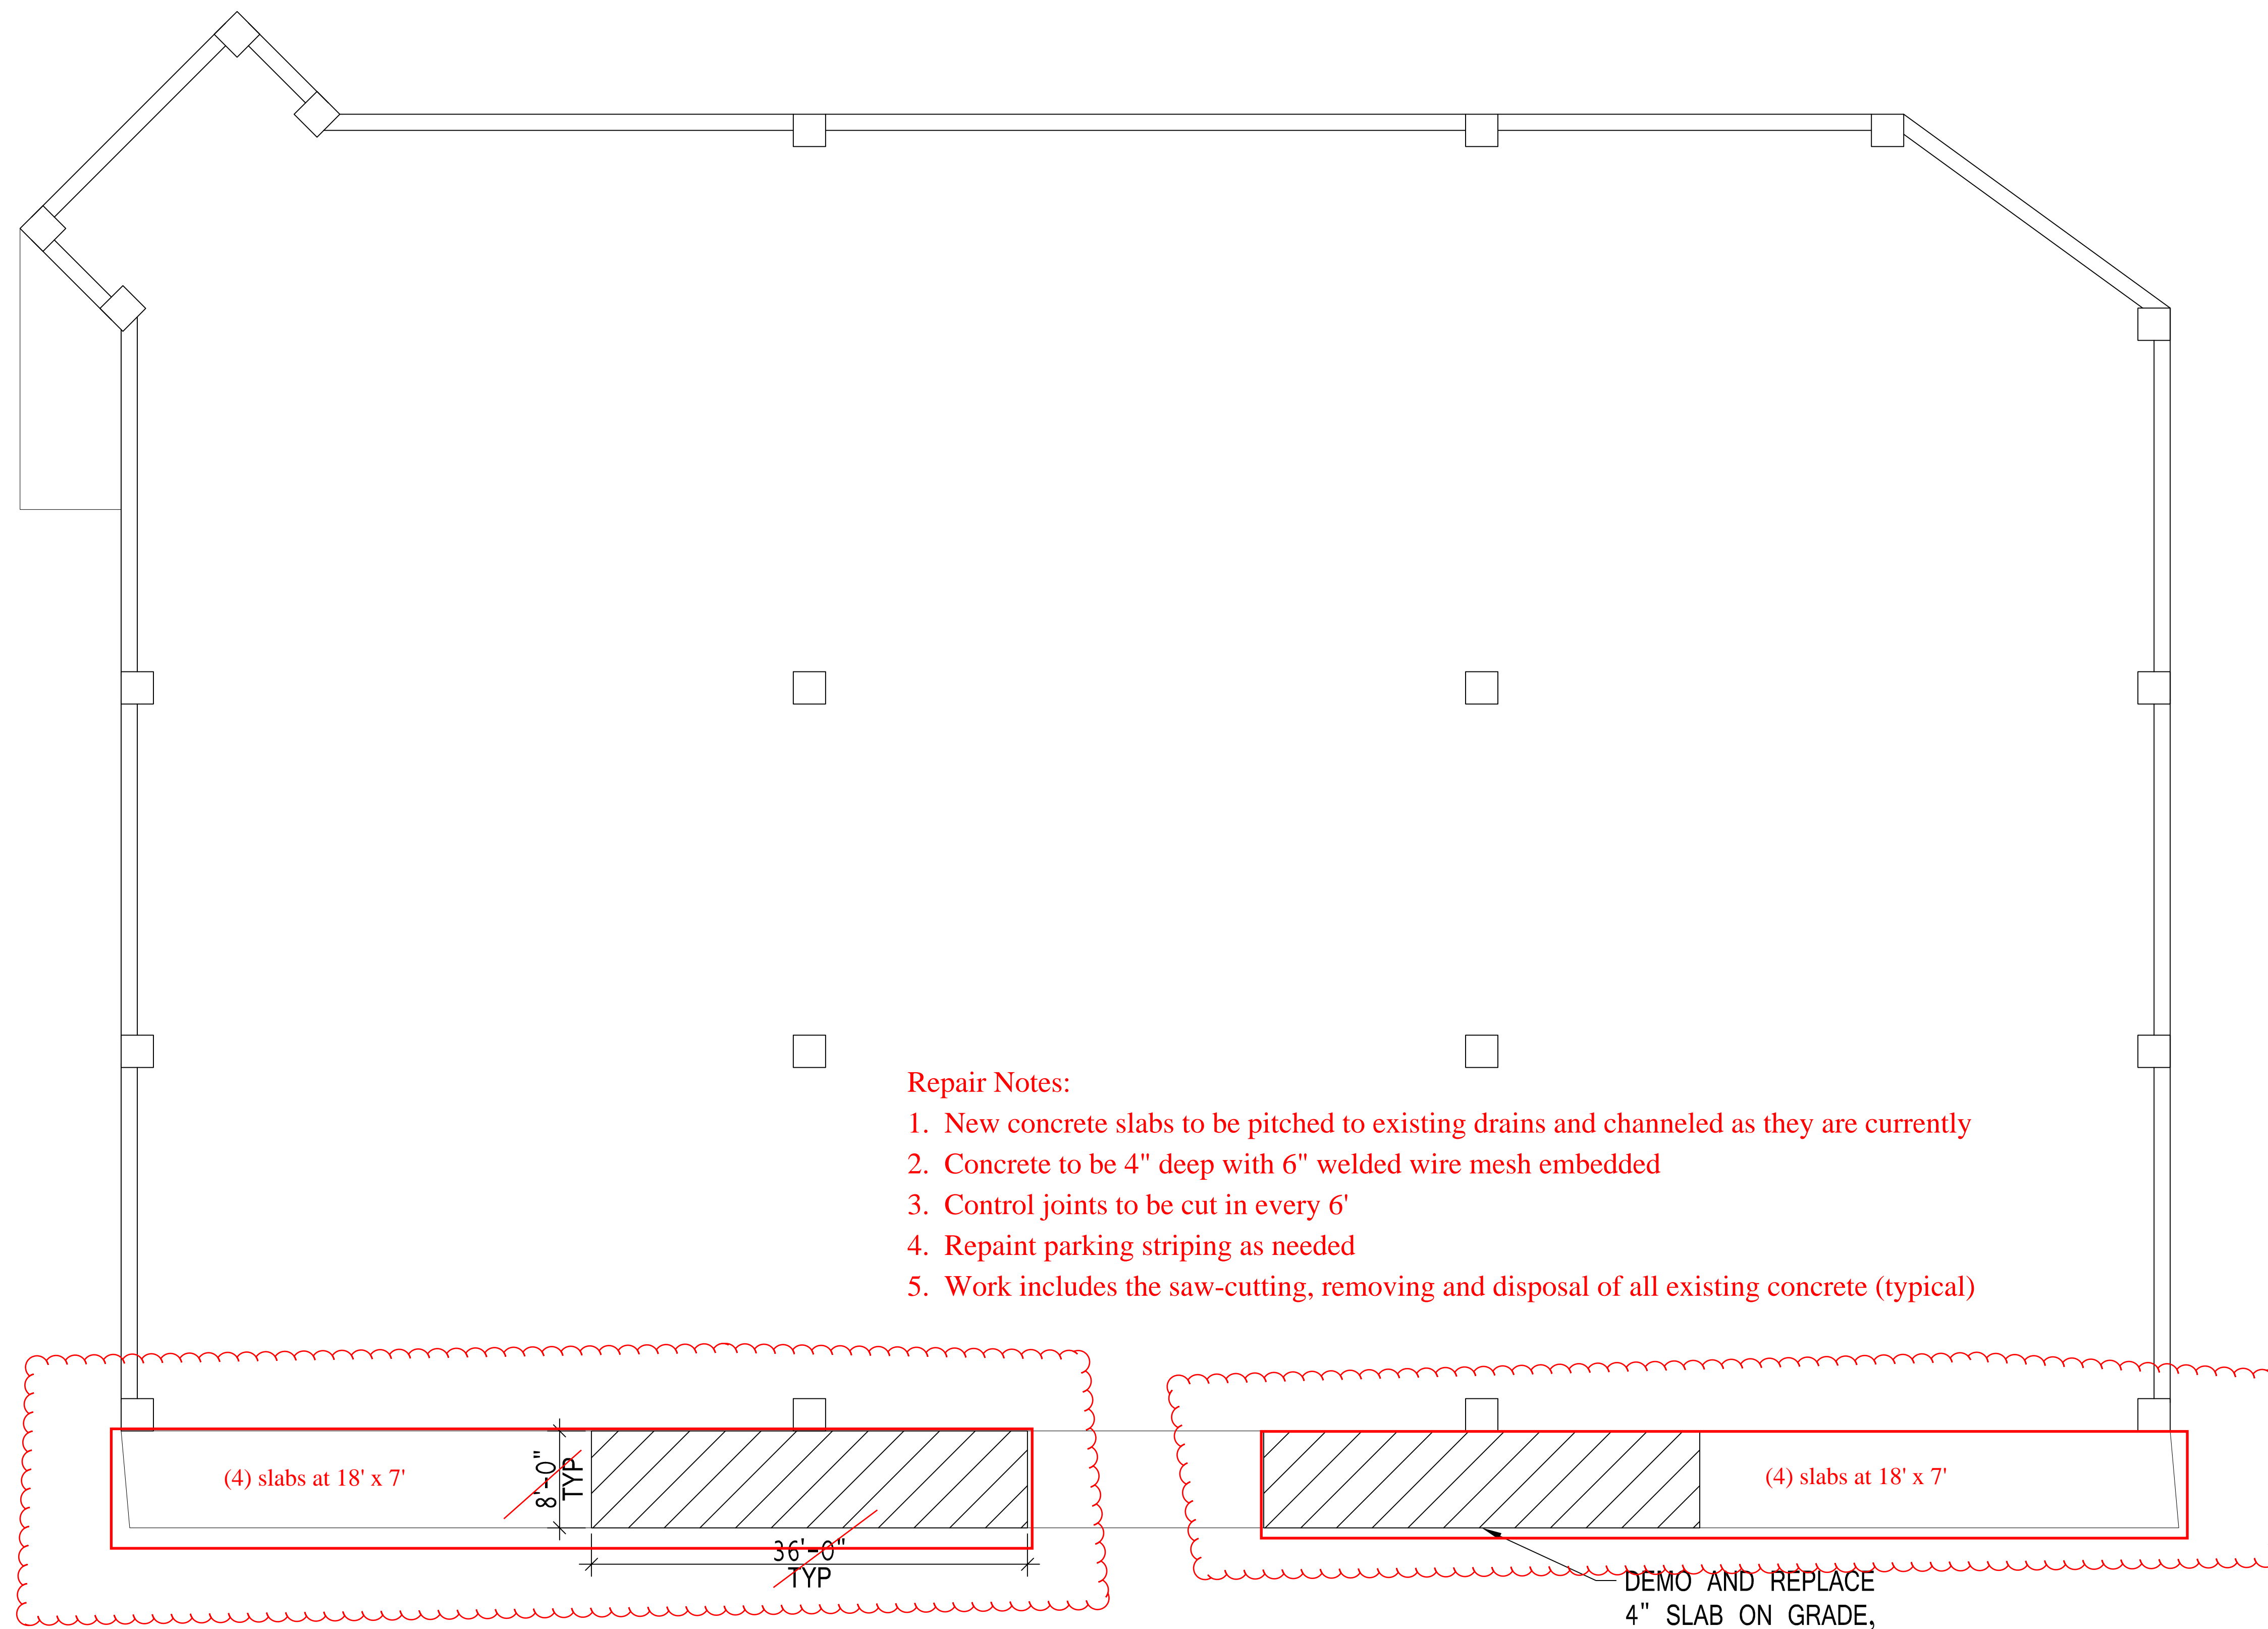 Repair Notes:
1. New concrete slabs to be pitched to existing drains and channeled as they are currently
2. Concrete to be 4" deep with 6" welded wire mesh embedded
3. Control joints to be cut in every 6'
4. Repaint parking striping as needed
5. Work includes the saw-cutting, removing and disposal of all existing concrete (typical)
(4) slabs at 18' x 7'
8'-0"
TYP
36'-0"
TYP
(4) slabs at 18' x 7'
DEMO AND REPLACE
4" SLAB ON GRADE,